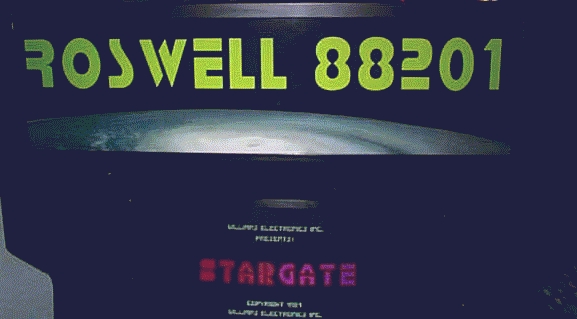 ROSWELL 88201
WILLIAMS ELECTRONICS INC.
PRESENTS:
STARGATE
COPYRIGHT 1981
WILLIAMS ELECTRONICS INC.